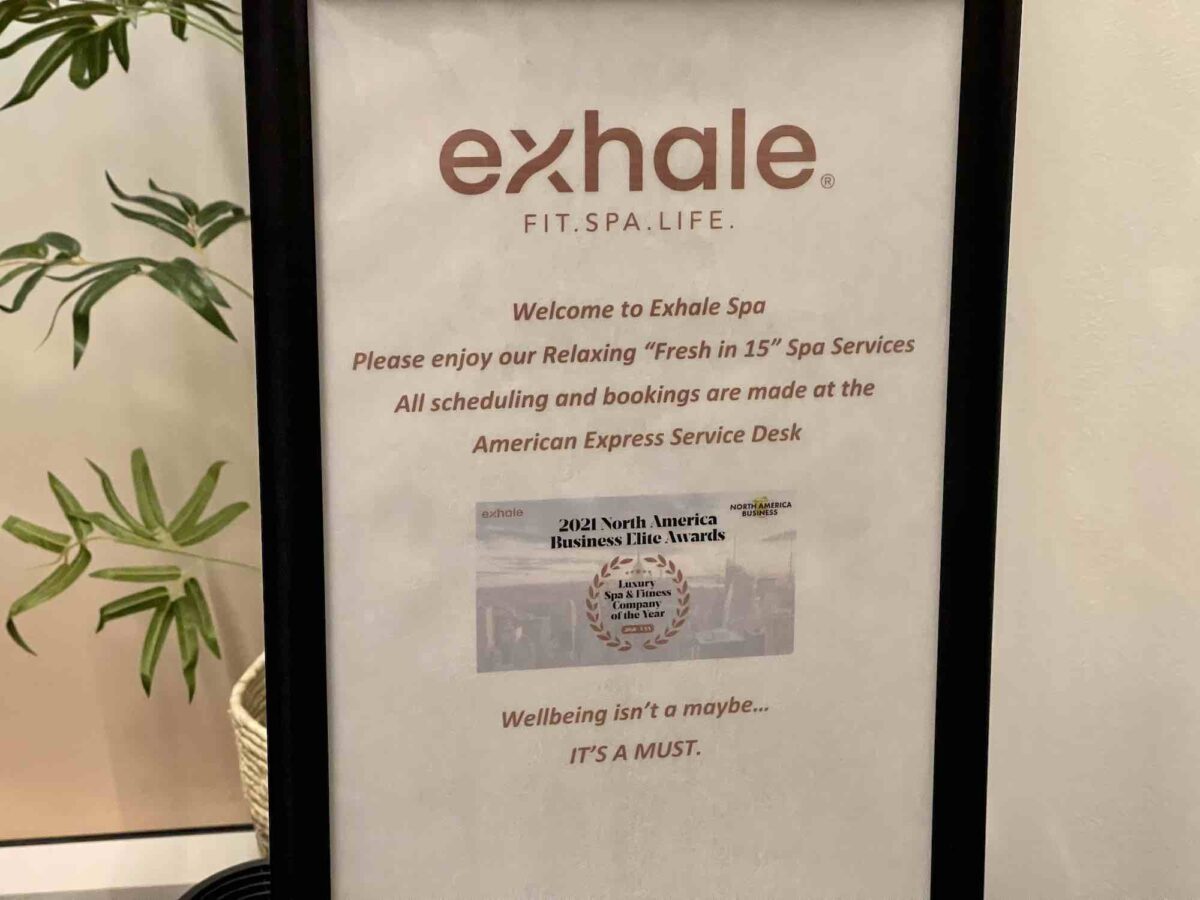 exhale®
FIT.SPA.LIFE.
Welcome to Exhale Spa
Please enjoy our Relaxing “Fresh in 15” Spa Services
All scheduling and bookings are made at the
American Express Service Desk
exhale
NORTH AMERICA
BUSINESS
2021 North America
Business Elite Awards
Luxury
Spa & Fitness
Company
of the Year
Wellbeing isn’t a maybe...
IT’S A MUST.